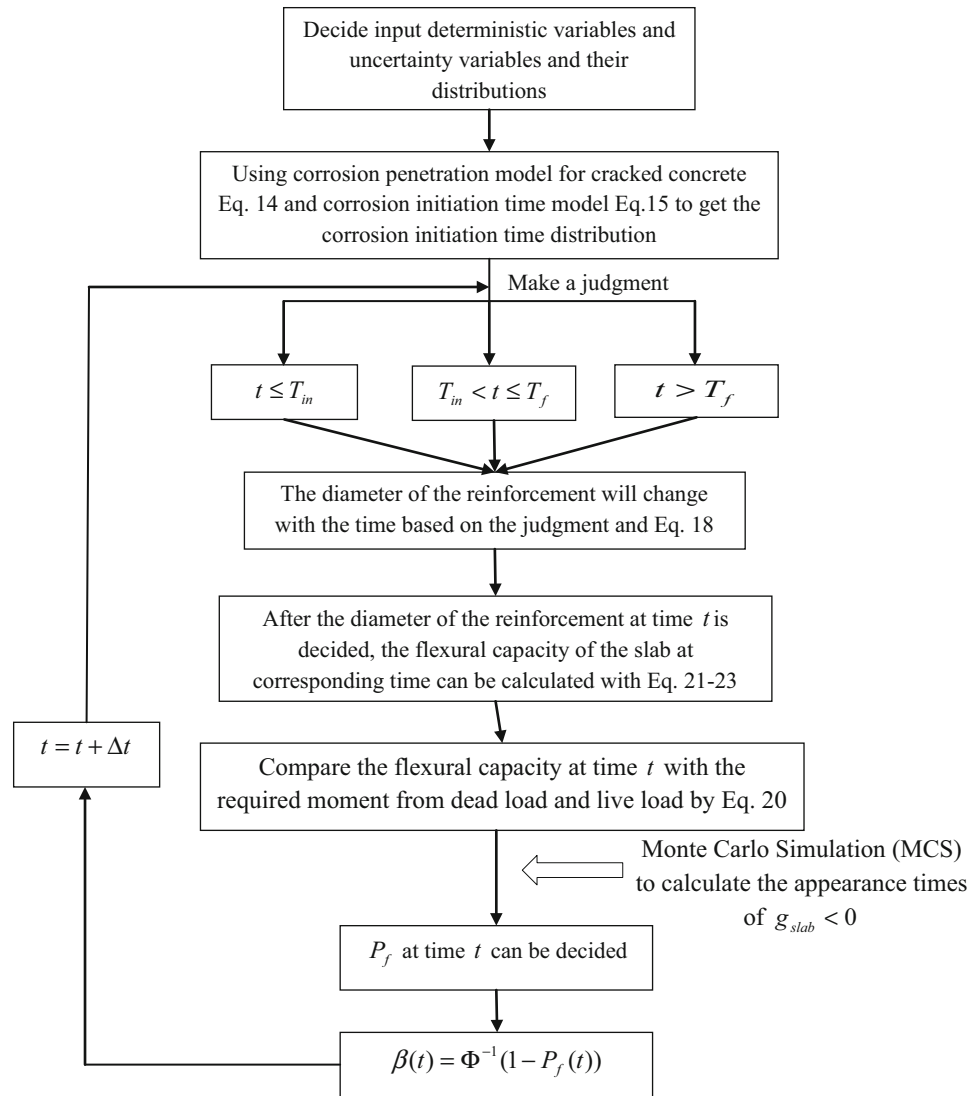 Decide input deterministic variables and
uncertainty variables and their
distributions
Using corrosion penetration model for cracked concrete
Eq. 14 and corrosion initiation time model Eq.15 to get the
corrosion initiation time distribution
Make a judgment
t ≤ T_{in}
T_{in} < t ≤ T_f
t > T_f
The diameter of the reinforcement will change
with the time based on the judgment and Eq. 18
After the diameter of the reinforcement at time t is
decided, the flexural capacity of the slab at
corresponding time can be calculated with Eq. 21-23
t = t + Δt
Compare the flexural capacity at time t with the
required moment from dead load and live load by Eq. 20
Monte Carlo Simulation (MCS)
to calculate the appearance times
of g_{slab} < 0
P_f at time t can be decided
β(t) = Φ^{-1}(1 − P_f(t))